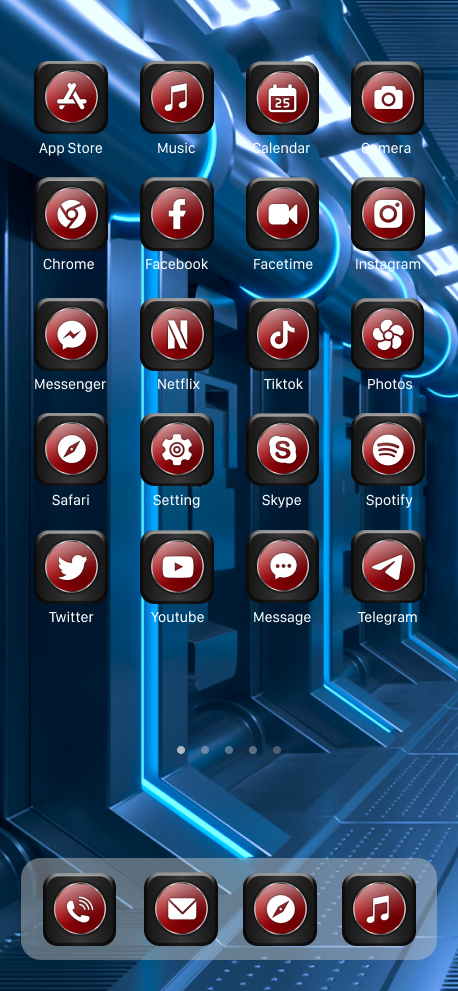 App Store Music Calendar Camera
25
Chrome Facebook Facetime Instagram
Messenger Netflix Tiktok Photos
Safari Setting Skype Spotify
Twitter Youtube Message Telegram